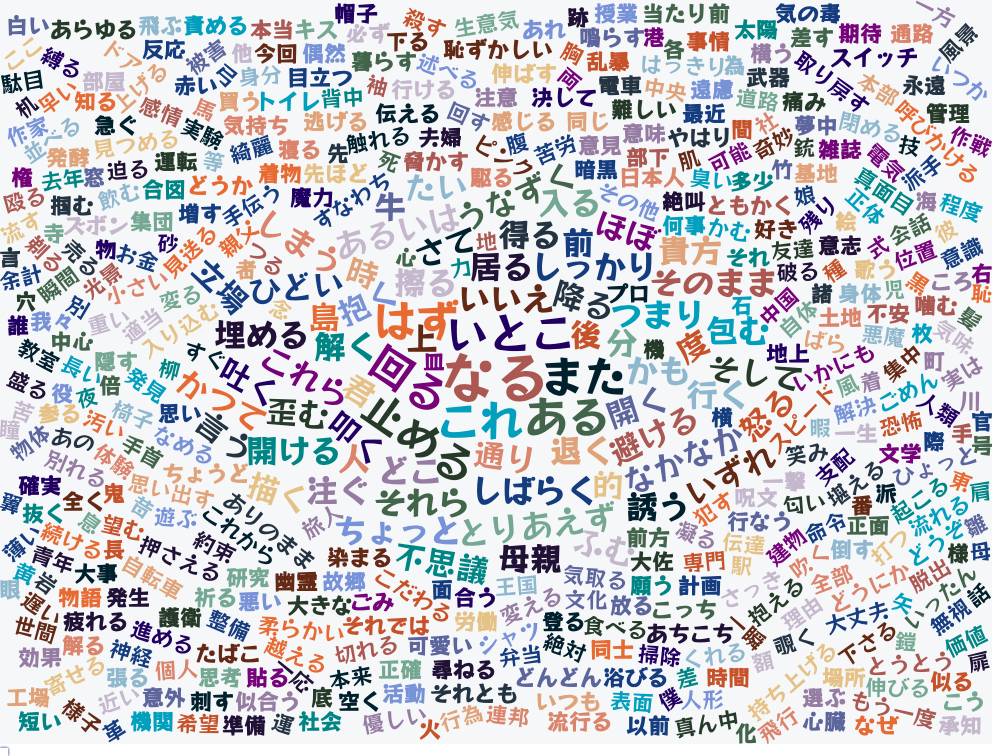 白い あらゆる 飛ぶ 責める 本当 キス 帽子 必ず 殺す 生意気 あれ 跡 授業 当たり前 気の毒 一方 風景
ここ 縛る ドア 反応 被害 他 今回 偶然 暮らす 下る 恥ずかしい 鳴らす 港 各 事情 太陽 差す 期待 通路
駄目 部屋 上げる 赤い 身分 目立つ 述べる 伸ばす 胸 乱暴 はっきり 為 構う スイッチ いつか
机 早い 知る 感情 馬 買う トイレ 背中 袖 行ける 注意 決して 両 電車 中央 遠慮 武器 取り戻す 本部 永遠
作家 並べる 急ぐ 見つめる 実験 気持ち 逃げる 伝える 回す 感じる 同じ 難しい 最近 道路 痛み 呼びかける 管理
発酵 迫る 運転 等 綺麗 寝る 先 触れる 夫婦 ピンク 腹 苦労 意見 意味 やはり 間 社 夢中 閉める 技 作戦
権 去年 窓 着物 先ほど 死 脅かす 暗黒 部下 肌 可能 奇妙 銃 雑誌 電気 派手
殴る 掴む 飲む 合図 どうか 魔力 すなわち 牛 たい 駆る うなずく 入る その他 日本人 臭い 多少 竹 基地 真面目
流す 寺 ズボン 集団 増す 手伝う しまう あるいは さて 地 得る 前 ほぼ 絶叫 ともかく 娘 残り 正体 海 程度
言 荒る 売る 物 お金 砂 見送る 親父 つる 心 力 何事 かむ 好き 絵 会話 彼
余計 瞬間 光景 小さい 立場 者 ひどい 時 擦る 居る しっかり 貴方 それ 友達 意志 式 位置 意識
穴 別 重い 変る 念 抱く いいえ 降る プロ そのまま 破る 種 歌う 黒 ころ 右
誰 我々 適当 入り込む 埋める 島 はず 上 いとこ 後 つまり 石 中国 諸 身体 児 不安 噛む 恥
教室 中心 隠す すぐ 解く 回る 目 分 機 度 包む 自体 土地 ばら 悪魔 枚 髪 気味
盛る 長い 倍 発見 柳 吐く これら 君 なる また かも そして 地上 いかにも 集中 町 実は
苦 役 夜 椅子 思い かつて 歪む 止める これ ある 開く 行く 横 怒る スピード 風 着 解決 ごめん 人類 川
瞳 参る 汚い なめる 言う 叩く 避ける なかなか 暇 一生 恐怖 際 手 官
物体 あの 体験 手首 開ける 人 どこ 通り 退く 笑み 支配 文学 号
確実 別れる ちょうど 描く 注ぐ それら しばらく 的 誘う いずれ 一撃 匂い 堪える ひょっと 東 肩
翼 抜く 全く 鬼 昔 思い出す ありのまま 旅人 ちょっと とりあえず 犯す 呪文 番 派 起こる
薄い 息 望む 遊ぶ これから ふむ 前方 凝る 行なう 建物 命令 正面 流れる 雛
続ける 長 押さえる 約束 染まる 不思議 母親 大佐 専門 伝達 吹く 倒す 打つ どうぞ 様 母
眼 黄 青年 大事 自転車 研究 幽霊 故郷 こだわる 面 王国 気取る 願う 計画 駅 さっき 全部 どうにか 脱出
岩 物語 発生 祈る 悪い 大きな ごみ 合う 変える 文化 放る こっち 抱える 矢 いったん 話
遅い 世間 疲れる 護衛 整備 柔らかい それでは 労働 シャツ 登る 食べる あちこち 一覧 理由 大丈夫 無視
効果 解る 進める 神経 たばこ 越える 切れる 可愛い 弁当 絶対 同士 掃除 くれる 額 覗く 下さる 鎧 価値
寄せる 張る 個人 思考 貼る 一応 本来 正確 尋ねる どんどん 浴びる 差 時間 持ち上げる 場所 とうとう 扉
工場 近い 意外 刺す 似合う 底 空く 活動 それとも いつも 表面 僕 人形 選ぶ 伸びる 似る こう
短い 様子 革 機関 希望 準備 運 社会 優しい 火 行為 連邦 流行る 以前 真ん中 化 飛行 心臓 もう一度 なぜ 承知